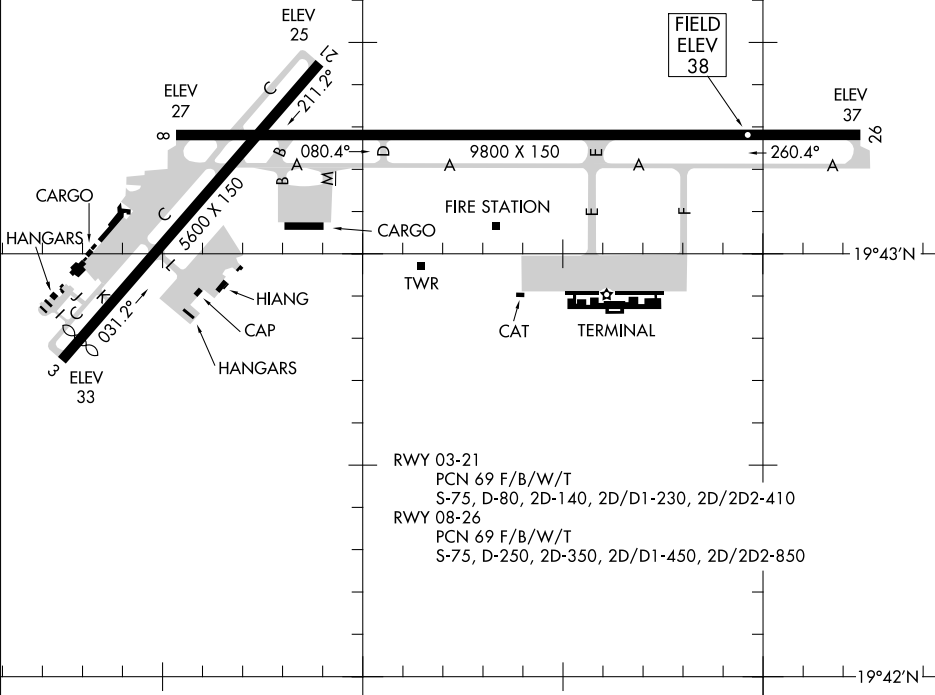 ELEV
25
21
FIELD
ELEV
38
ELEV
27
ELEV
37
C
211.2°
8
26
B
080.4°
D
9800 X 150
E
260.4°
A
A
A
A
B
M
CARGO
C
5600 X 150
FIRE STATION
E
F
CARGO
HANGARS
19°43'N
L
TWR
J
K
HIANG
I
C
031.2°
CAP
CAT
TERMINAL
HANGARS
3
ELEV
33
RWY 03-21
PCN 69 F/B/W/T
S-75, D-80, 2D-140, 2D/D1-230, 2D/2D2-410
RWY 08-26
PCN 69 F/B/W/T
S-75, D-250, 2D-350, 2D/D1-450, 2D/2D2-850
19°42'N